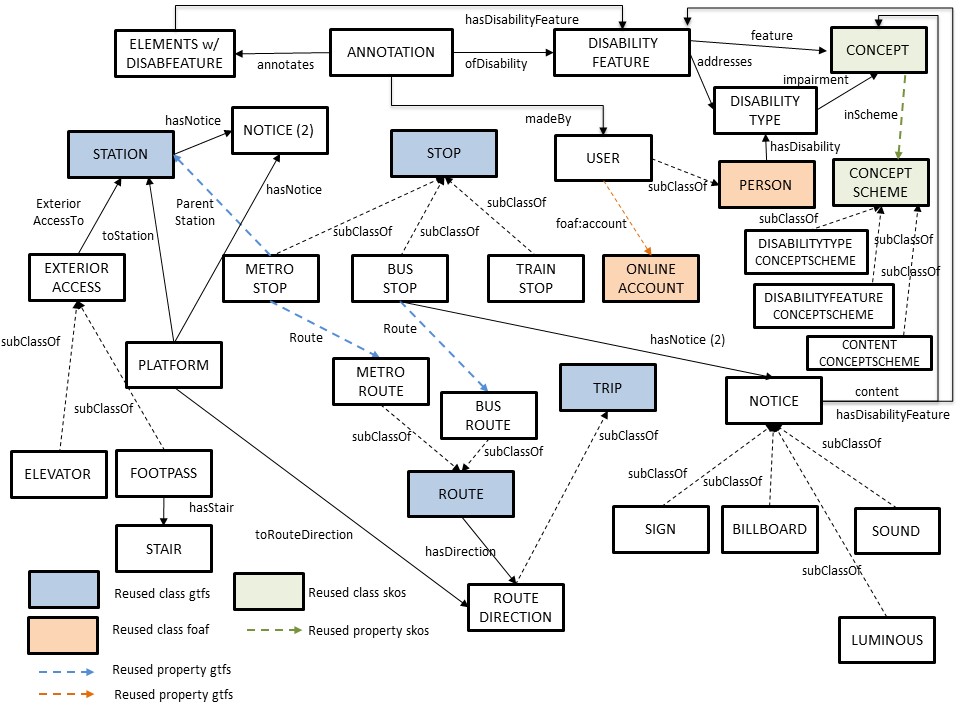 hasDisabilityFeature
ELEMENTS w/
DISABFEATURE
annotates
ANNOTATION
ofDisability
DISABILITY
FEATURE
feature
addresses
CONCEPT
impairment
DISABILITY
TYPE
inScheme
hasNotice
NOTICE (2)
STATION
STOP
madeBy
USER
hasDisability
subClassOf
PERSON
CONCEPT
SCHEME
hasNotice
Exterior
AccessTo
Parent
Station
toStation
subClassOf
subClassOf
subClassOf
foaf:account
subClassOf
DISABILITYTYPE
CONCEPTSCHEME
subClassOf
subClassOf
EXTERIOR
ACCESS
METRO
STOP
BUS
STOP
TRAIN
STOP
ONLINE
ACCOUNT
DISABILITYFEATURE
CONCEPTSCHEME
subClassOf
Route
Route
hasNotice (2)
CONTENT
CONCEPTSCHEME
PLATFORM
METRO
ROUTE
TRIP
NOTICE
content
hasDisabilityFeature
subClassOf
BUS
ROUTE
subClassOf
subClassOf
subClassOf
subClassOf
subClassOf
subClassOf
ELEVATOR
FOOTPASS
ROUTE
hasStair
SIGN
BILLBOARD
SOUND
STAIR
toRouteDirection
hasDirection
subClassOf
ROUTE
DIRECTION
LUMINOUS
Reused class gtfs
Reused class skos
Reused class foaf
Reused property skos
Reused property gtfs
Reused property gtfs